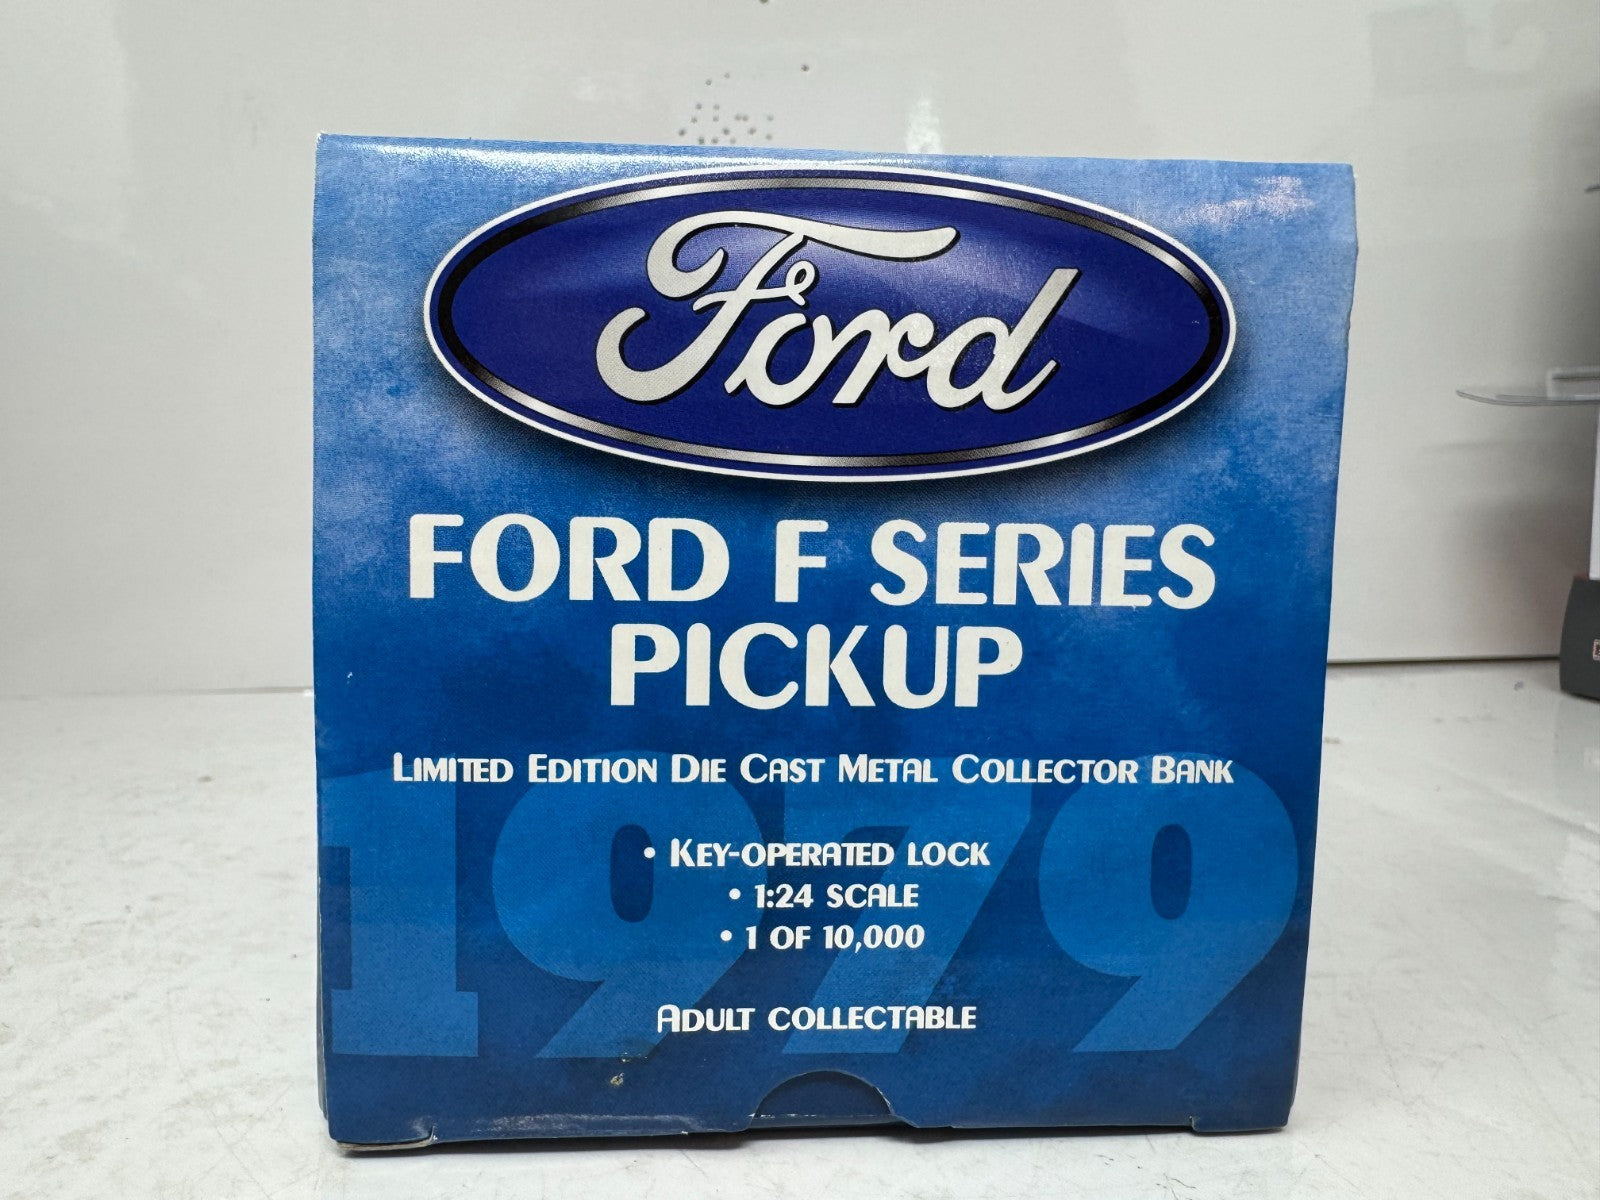 Ford
FORD F SERIES
PICKUP
LIMITED EDITION DIE CAST METAL COLLECTOR BANK
1979
• KEY-OPERATED LOCK
• 1:24 SCALE
• 1 OF 10,000
ADULT COLLECTABLE